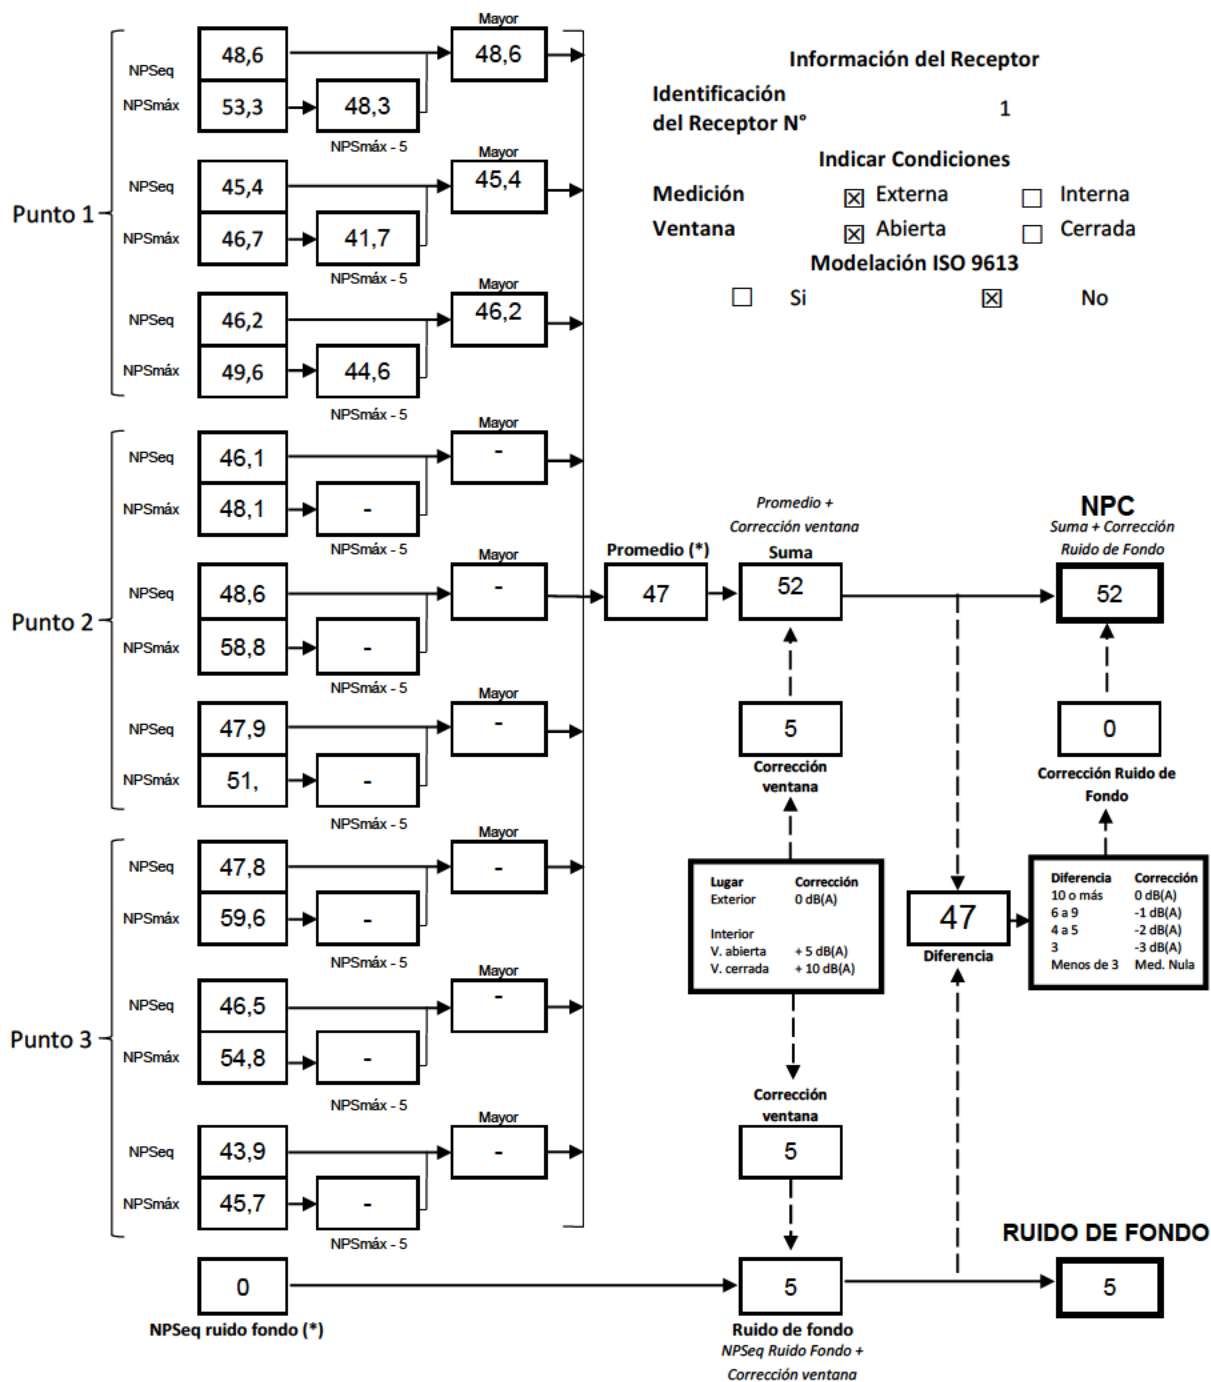 Información del Receptor
Identificación
del Receptor N°
1
Indicar Condiciones
Medición
☒ Externa
☐ Interna
Ventana
☒ Abierta
☐ Cerrada
Modelación ISO 9613
☐ Si
☒ No
Punto 1
Mayor
NPSeq
48,6
48,6
NPSmáx
53,3
48,3
NPSmáx - 5
Mayor
NPSeq
45,4
45,4
NPSmáx
46,7
41,7
NPSmáx - 5
Mayor
NPSeq
46,2
46,2
NPSmáx
49,6
44,6
NPSmáx - 5
Punto 2
Mayor
NPSeq
46,1
-
NPSmáx
48,1
-
NPSmáx - 5
Mayor
NPSeq
48,6
-
NPSmáx
58,8
-
NPSmáx - 5
Mayor
NPSeq
47,9
-
NPSmáx
51,
-
NPSmáx - 5
Punto 3
Mayor
NPSeq
47,8
-
NPSmáx
59,6
-
NPSmáx - 5
NPSeq
46,5
Mayor
-
NPSmáx
54,8
-
NPSmáx - 5
Mayor
NPSeq
43,9
-
NPSmáx
45,7
-
NPSmáx - 5
0
NPSeq ruido fondo (*)
Promedio (*)
47
Promedio +
Corrección ventana
Suma
52
5
Corrección
ventana
Lugar Corrección
Exterior 0 dB(A)
Interior
V. abierta + 5 dB(A)
V. cerrada + 10 dB(A)
Corrección
ventana
5
5
Ruido de fondo
NPSeq Ruido Fondo +
Corrección ventana
NPC
Suma + Corrección
Ruido de Fondo
52
0
Corrección Ruido de
Fondo
47
Diferencia
Diferencia Corrección
10 o más 0 dB(A)
6 a 9 -1 dB(A)
4 a 5 -2 dB(A)
3 -3 dB(A)
Menos de 3 Med. Nula
RUIDO DE FONDO
5